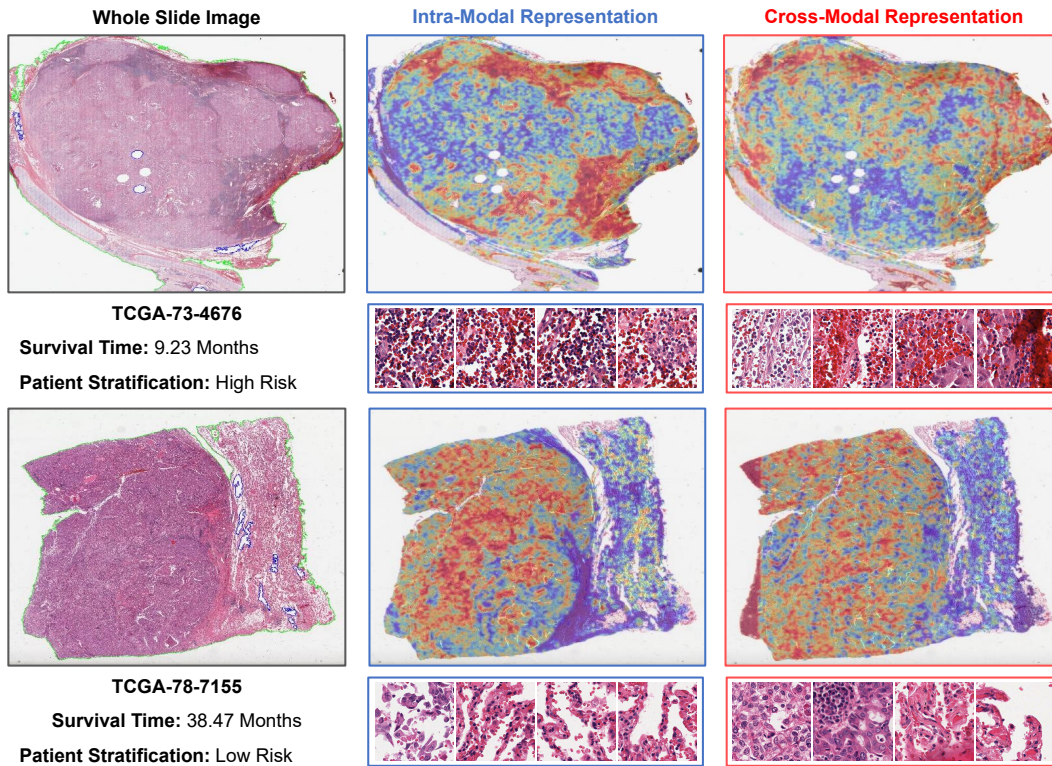 Whole Slide Image
Intra-Modal Representation
Cross-Modal Representation
TCGA-73-4676
Survival Time: 9.23 Months
Patient Stratification: High Risk
TCGA-78-7155
Survival Time: 38.47 Months
Patient Stratification: Low Risk